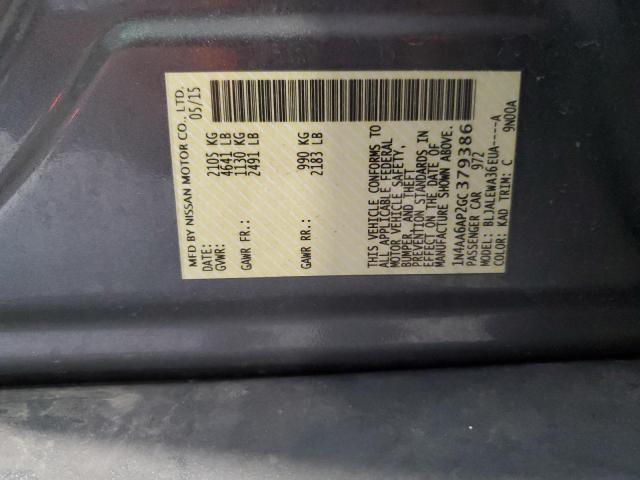 MFD BY NISSAN MOTOR CO., LTD.
DATE: 05/15
GVWR: 2105 KG
4641 LB
GAWR FR.: 1130 KG
2491 LB
GAWR RR.: 990 KG
2183 LB
THIS VEHICLE CONFORMS TO
ALL APPLICABLE FEDERAL
MOTOR VEHICLE SAFETY,
BUMPER, AND THEFT
PREVENTION STANDARDS IN
EFFECT ON THE DATE OF
MANUFACTURE SHOWN ABOVE.
1N4AA6AP2GC379386
PASSENGER CAR 972
MODEL: BLJALEWA36EUA----A
COLOR: KAD TRIM: C 9N00A